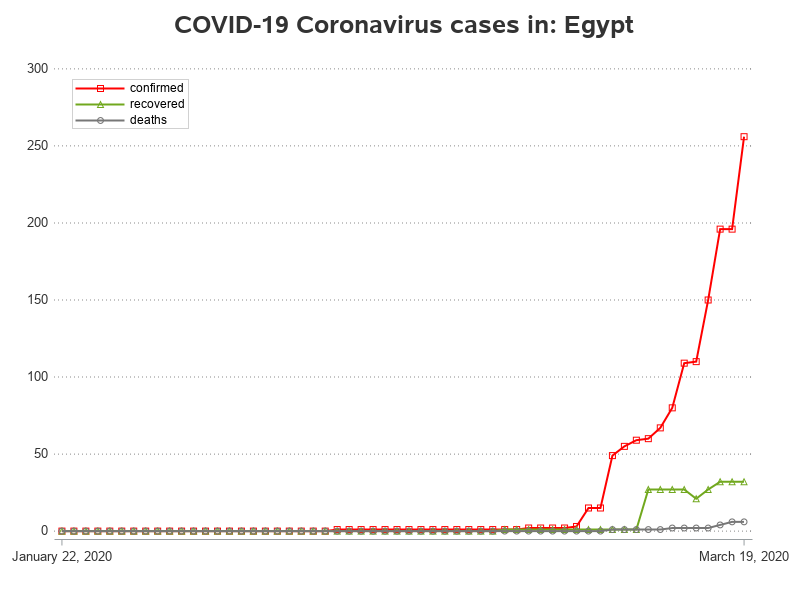 COVID-19 Coronavirus cases in: Egypt
300
confirmed
recovered
deaths
250
200
150
100
50
0
January 22, 2020
March 19, 2020